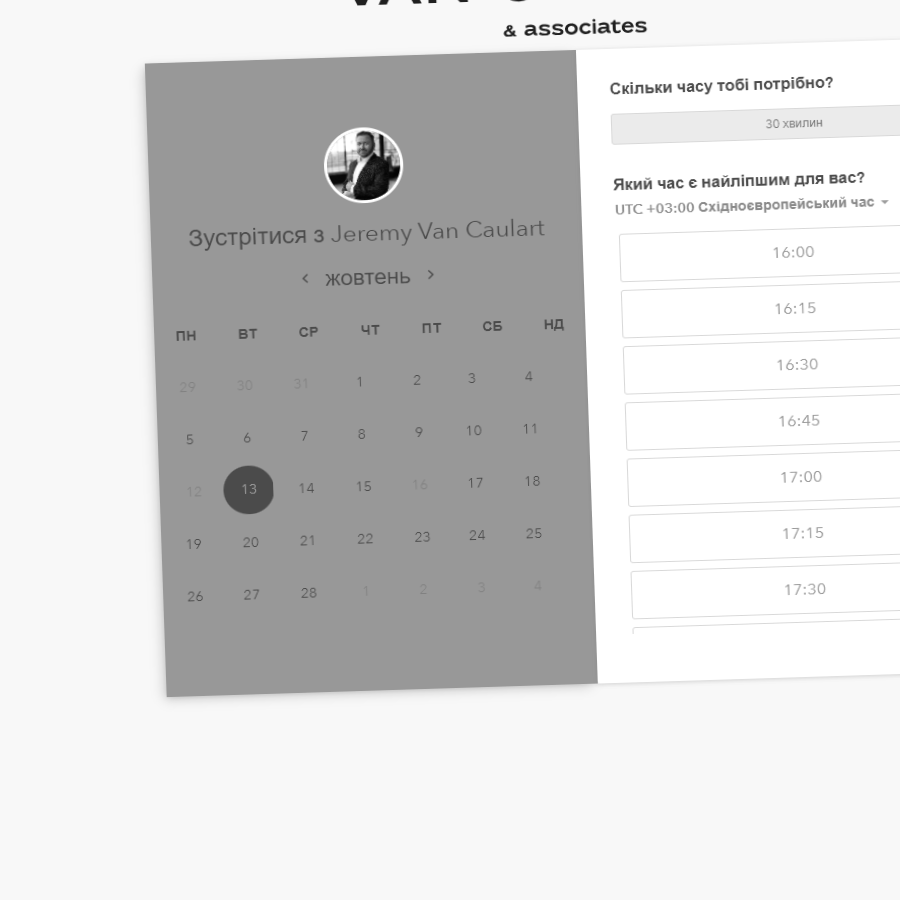 & associates
Зустрітися з Jeremy Van Caulart
жовтень
ПН ВТ СР ЧТ ПТ СБ НД
29 30 31 1 2 3 4
5 6 7 8 9 10 11
12 13 14 15 16 17 18
19 20 21 22 23 24 25
26 27 28 1 2 3 4
Скільки часу тобі потрібно?
30 хвилин
Який час є найліпшим для вас?
UTC +03:00 Східноєвропейський час
16:00
16:15
16:30
16:45
17:00
17:15
17:30